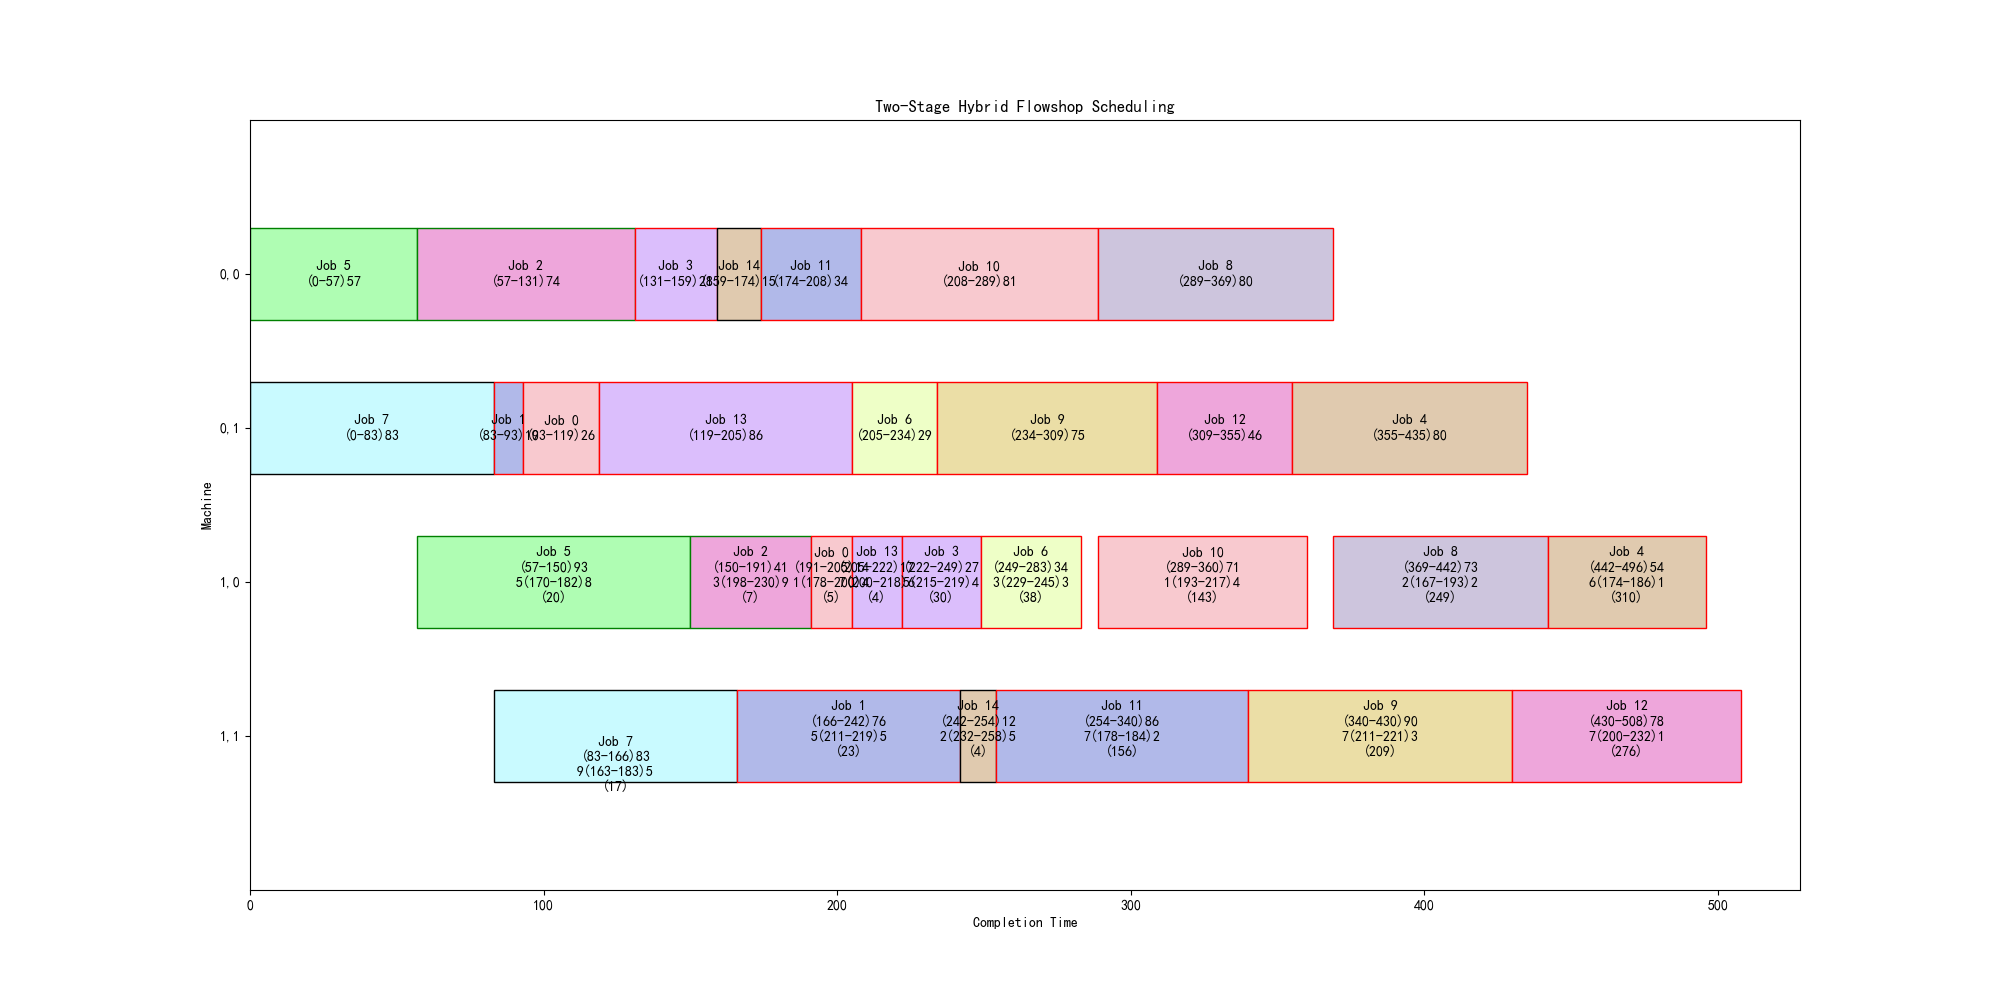 Two-Stage Hybrid Flowshop Scheduling
0,0
Job 5
(0-57)57
Job 2
(57-131)74
Job 3
(131-159)28
Job 14
(159-174)15
Job 11
(174-208)34
Job 10
(208-289)81
Job 8
(289-369)80
0,1
Job 7
(0-83)83
Job 1
(83-93)10
Job 0
(93-119)26
Job 13
(119-205)86
Job 6
(205-234)29
Job 9
(234-309)75
Job 12
(309-355)46
Job 4
(355-435)80
Machine
1,0
Job 5
(57-150)93
5(170-182)8
(20)
Job 2
(150-191)41
3(198-230)9
(7)
Job 0
(191-205)14
(5)
Job 13
(205-222)17
(4)
Job 3
(222-249)27
(30)
Job 6
(249-283)34
3(229-245)3
(38)
Job 10
(289-360)71
1(193-217)4
(143)
Job 8
(369-442)73
2(167-193)2
(249)
Job 4
(442-496)54
6(174-186)1
(310)
1,1
Job 7
(83-166)83
9(163-183)5
(17)
Job 1
(166-242)76
5(211-219)5
(23)
Job 14
(242-254)12
2(232-258)5
(4)
Job 11
(254-340)86
7(178-184)2
(156)
Job 9
(340-430)90
7(211-221)3
(209)
Job 12
(430-508)78
7(200-232)1
(276)
0
100
200
300
400
500
Completion Time